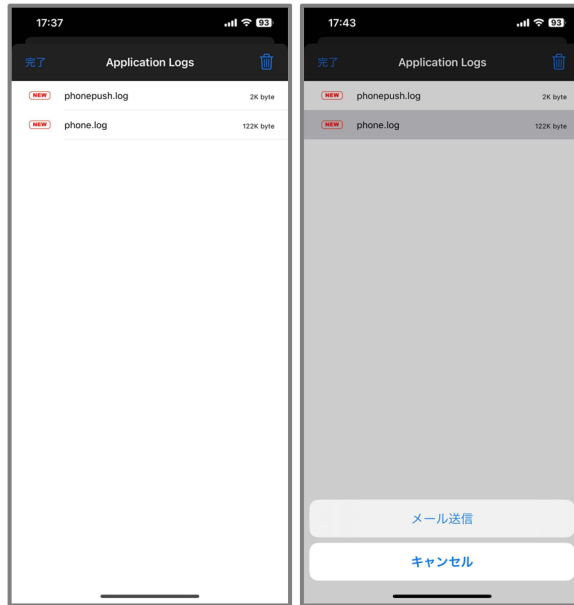 17:37 93
完了 Application Logs
NEW phonepush.log 2K byte
NEW phone.log 122K byte
17:43 93
完了 Application Logs
NEW phonepush.log 2K byte
NEW phone.log 122K byte
メール送信
キャンセル